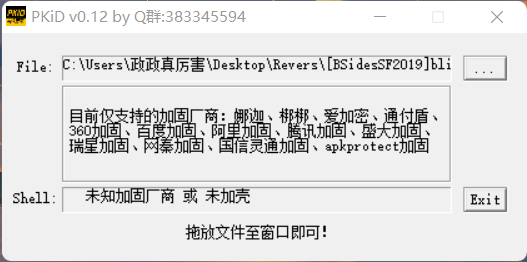 PKiD v0.12 by Q群:383345594
File: C:\Users\政政真厉害\Desktop\Revers\[BSidesSF2019]bli ...
目前仅支持的加固厂商：娜迦、梆梆、爱加密、通付盾、
360加固、百度加固、阿里加固、腾讯加固、盛大加固、
瑞星加固、网秦加固、国信灵通加固、apkprotect加固
Shell: 未知加固厂商 或 未加壳 Exit
拖放文件至窗口即可!